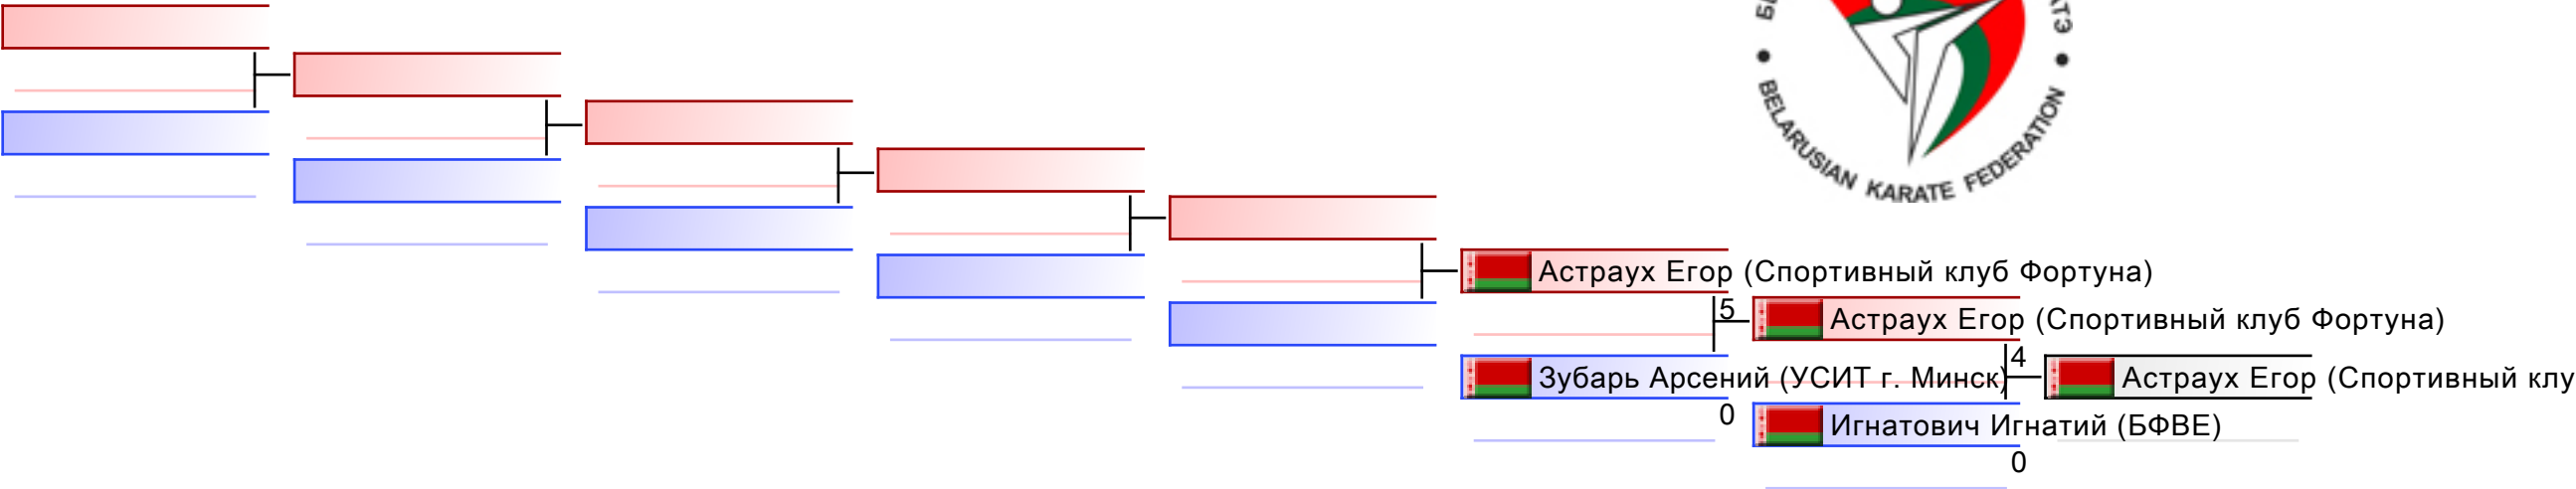 BELARUSIAN KARATE FEDERATION
Астраух Егор (Спортивный клуб Фортуна)
5
Астраух Егор (Спортивный клуб Фортуна)
Зубарь Арсений (УСИТ г. Минск)
4
Астраух Егор (Спортивный клу
0
Игнатович Игнатий (БФВЕ)
0